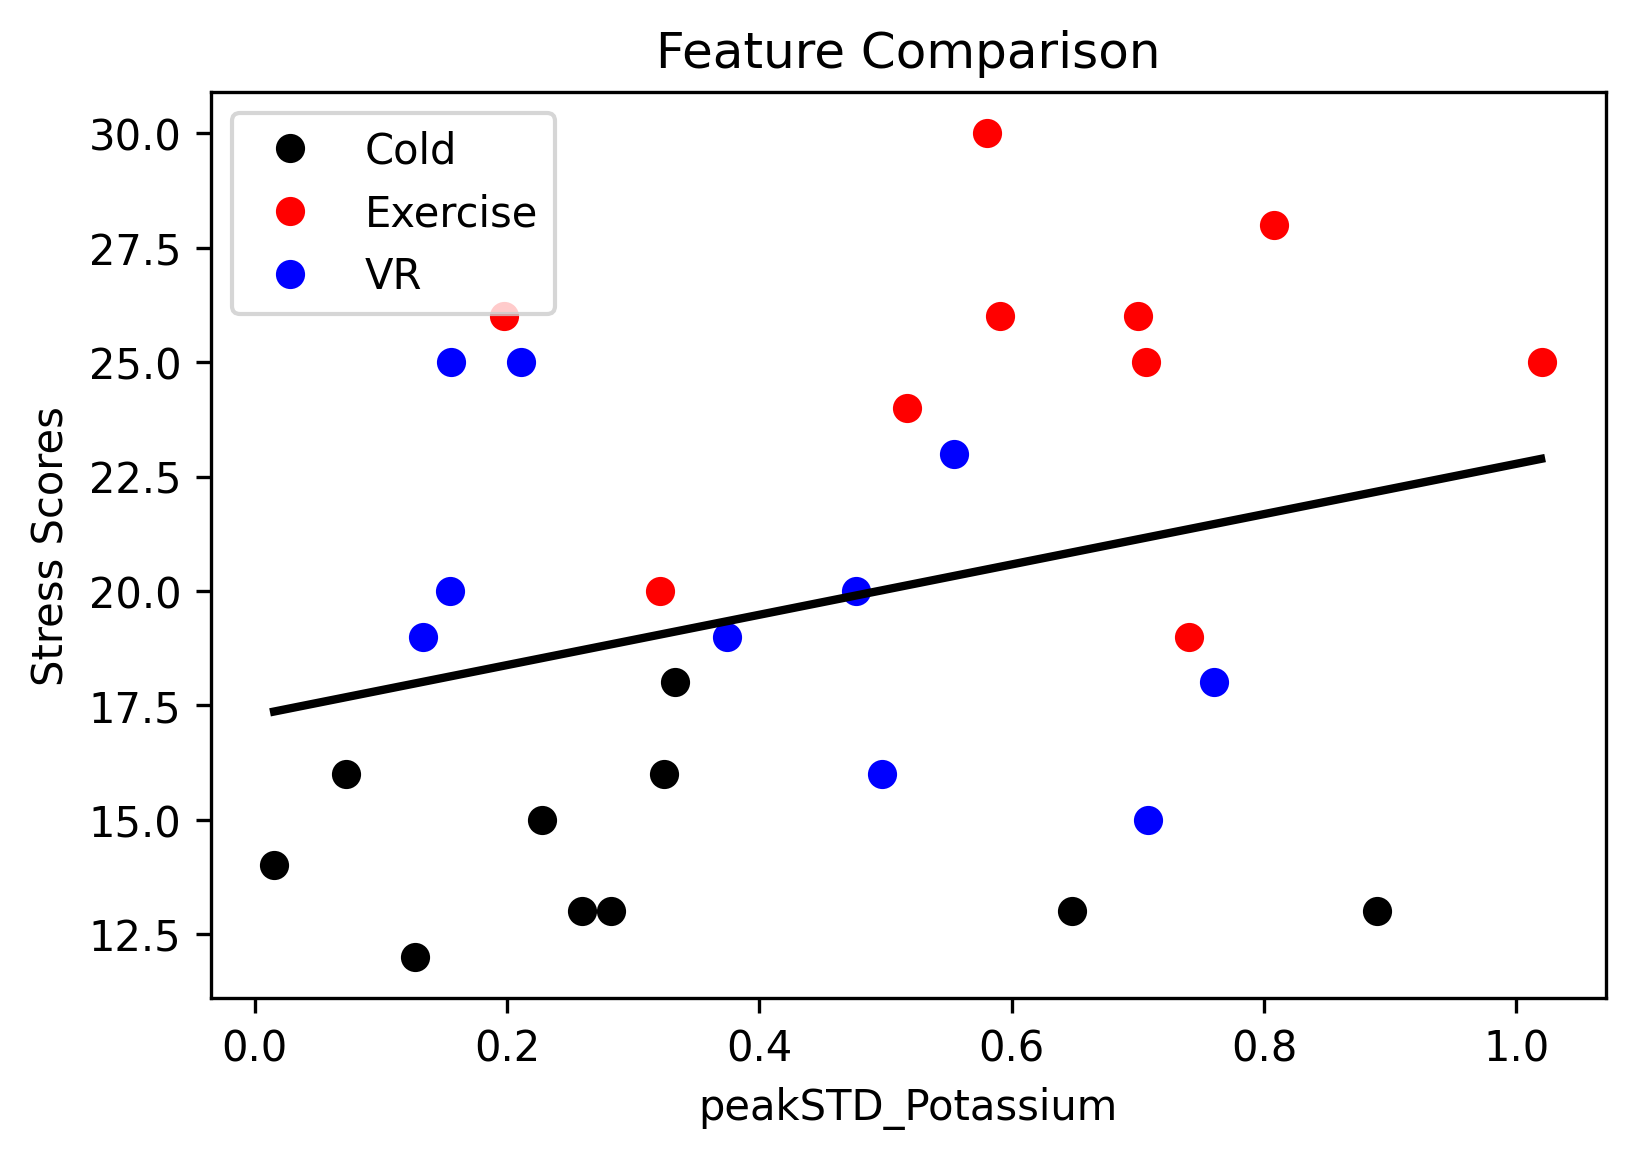 Feature Comparison
Cold
Exercise
VR
30.0
27.5
25.0
22.5
20.0
17.5
15.0
12.5
Stress Scores
0.0 0.2 0.4 0.6 0.8 1.0
peakSTD_Potassium